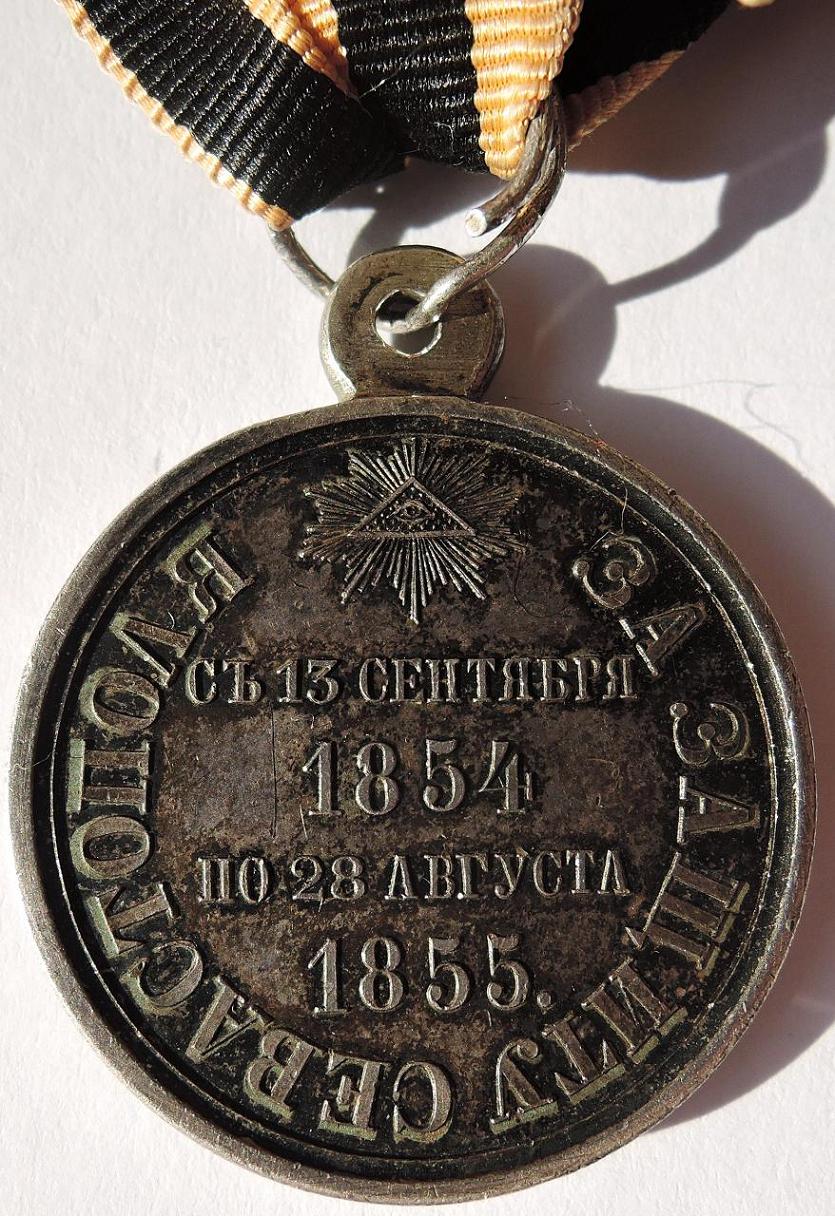 ЗА ЗАЩИТУ СЕВАСТОПОЛЯ
СЪ 13 СЕНТЯБРЯ
1854
ПО 28 АВГУСТА
1855.